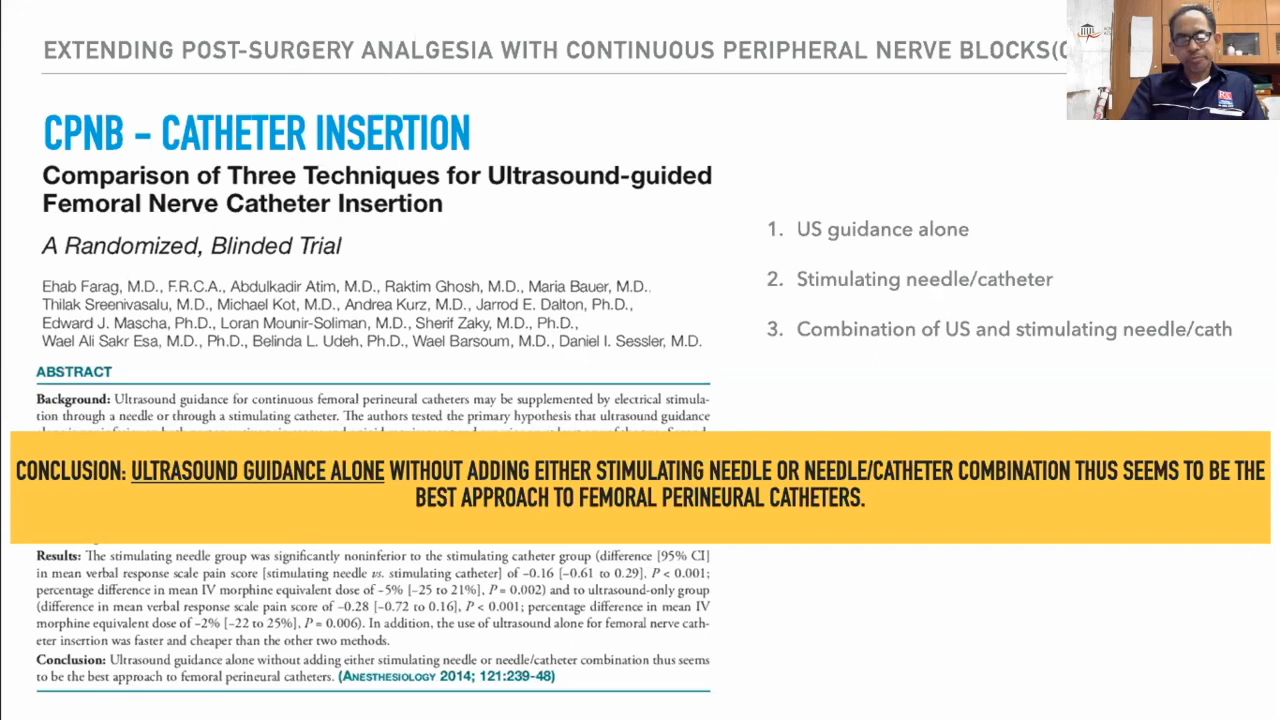 EXTENDING POST-SURGERY ANALGESIA WITH CONTINUOUS PERIPHERAL NERVE BLOCKS(C
CPNB - CATHETER INSERTION
Comparison of Three Techniques for Ultrasound-guided
Femoral Nerve Catheter Insertion
A Randomized, Blinded Trial
Ehab Farag, M.D., F.R.C.A., Abdulkadir Atim, M.D., Raktim Ghosh, M.D., Maria Bauer, M.D.,
Thilak Sreenivasalu, M.D., Michael Kot, M.D., Andrea Kurz, M.D., Jarrod E. Dalton, Ph.D.,
Edward J. Mascha, Ph.D., Loran Mounir-Soliman, M.D., Sherif Zaky, M.D., Ph.D.,
Wael Ali Sakr Esa, M.D., Ph.D., Belinda L. Udeh, Ph.D., Wael Barsoum, M.D., Daniel I. Sessler, M.D.
ABSTRACT
Background: Ultrasound guidance for continuous femoral perineural catheters may be supplemented by electrical stimula-
tion through a needle or through a stimulating catheter. The authors tested the primary hypothesis that ultrasound guidance
1. US guidance alone
2. Stimulating needle/catheter
3. Combination of US and stimulating needle/cath
CONCLUSION: ULTRASOUND GUIDANCE ALONE WITHOUT ADDING EITHER STIMULATING NEEDLE OR NEEDLE/CATHETER COMBINATION THUS SEEMS TO BE THE
BEST APPROACH TO FEMORAL PERINEURAL CATHETERS.
Results: The stimulating needle group was significantly noninferior to the stimulating catheter group (difference [95% CI]
in mean verbal response scale pain score [stimulating needle vs. stimulating catheter] of −0.16 [−0.61 to 0.29], P < 0.001;
percentage difference in mean IV morphine equivalent dose of −5% [−25 to 21%], P = 0.002) and to ultrasound-only group
(difference in mean verbal response scale pain score of −0.28 [−0.72 to 0.16], P < 0.001; percentage difference in mean IV
morphine equivalent dose of −2% [−22 to 25%], P = 0.006). In addition, the use of ultrasound alone for femoral nerve cath-
eter insertion was faster and cheaper than the other two methods.
Conclusion: Ultrasound guidance alone without adding either stimulating needle or needle/catheter combination thus seems
to be the best approach to femoral perineural catheters. (ANESTHESIOLOGY 2014; 121:239-48)